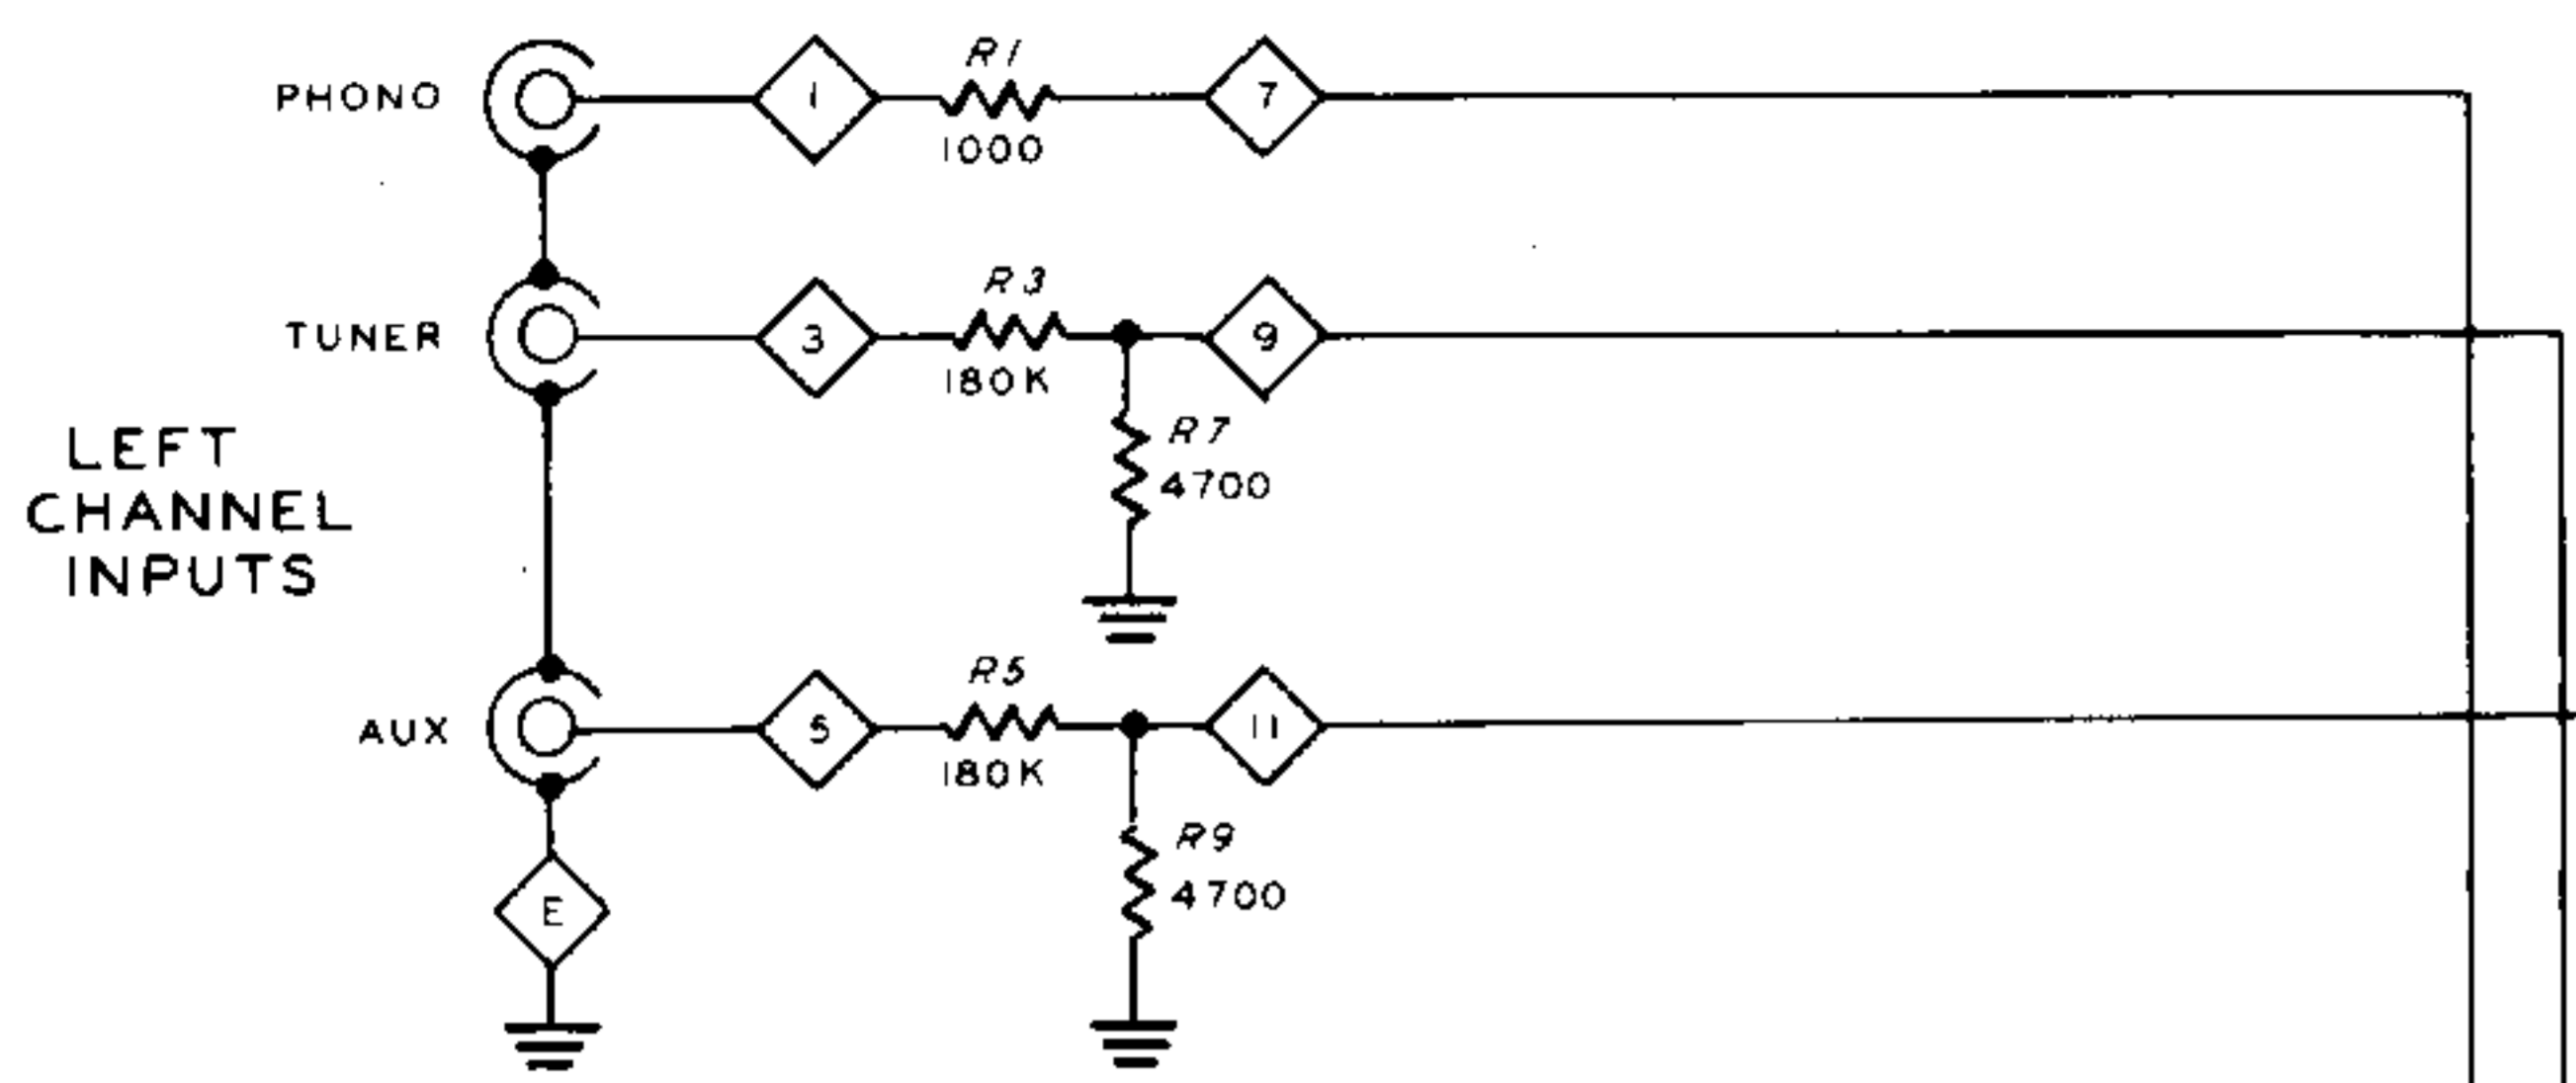 PHONO
1
R1
1000
7
TUNER
3
R3
180K
9
R7
4700
LEFT
CHANNEL
INPUTS
AUX
5
R5
180K
11
R9
4700
E